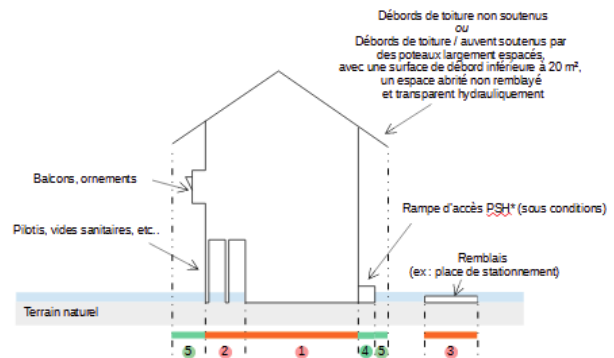 Débords de toiture non soutenus
ou
Débords de toiture / auvent soutenus par
des poteaux largement espacés,
avec une surface de débord inférieure à 20 m²,
un espace abrité non remblayé
et transparent hydrauliquement
Balcons, ornements
Rampe d'accès PSH* (sous conditions)
Pilotis, vides sanitaires, etc..
Remblais
(ex : place de stationnement)
Terrain naturel
5 2 1 4 5 3